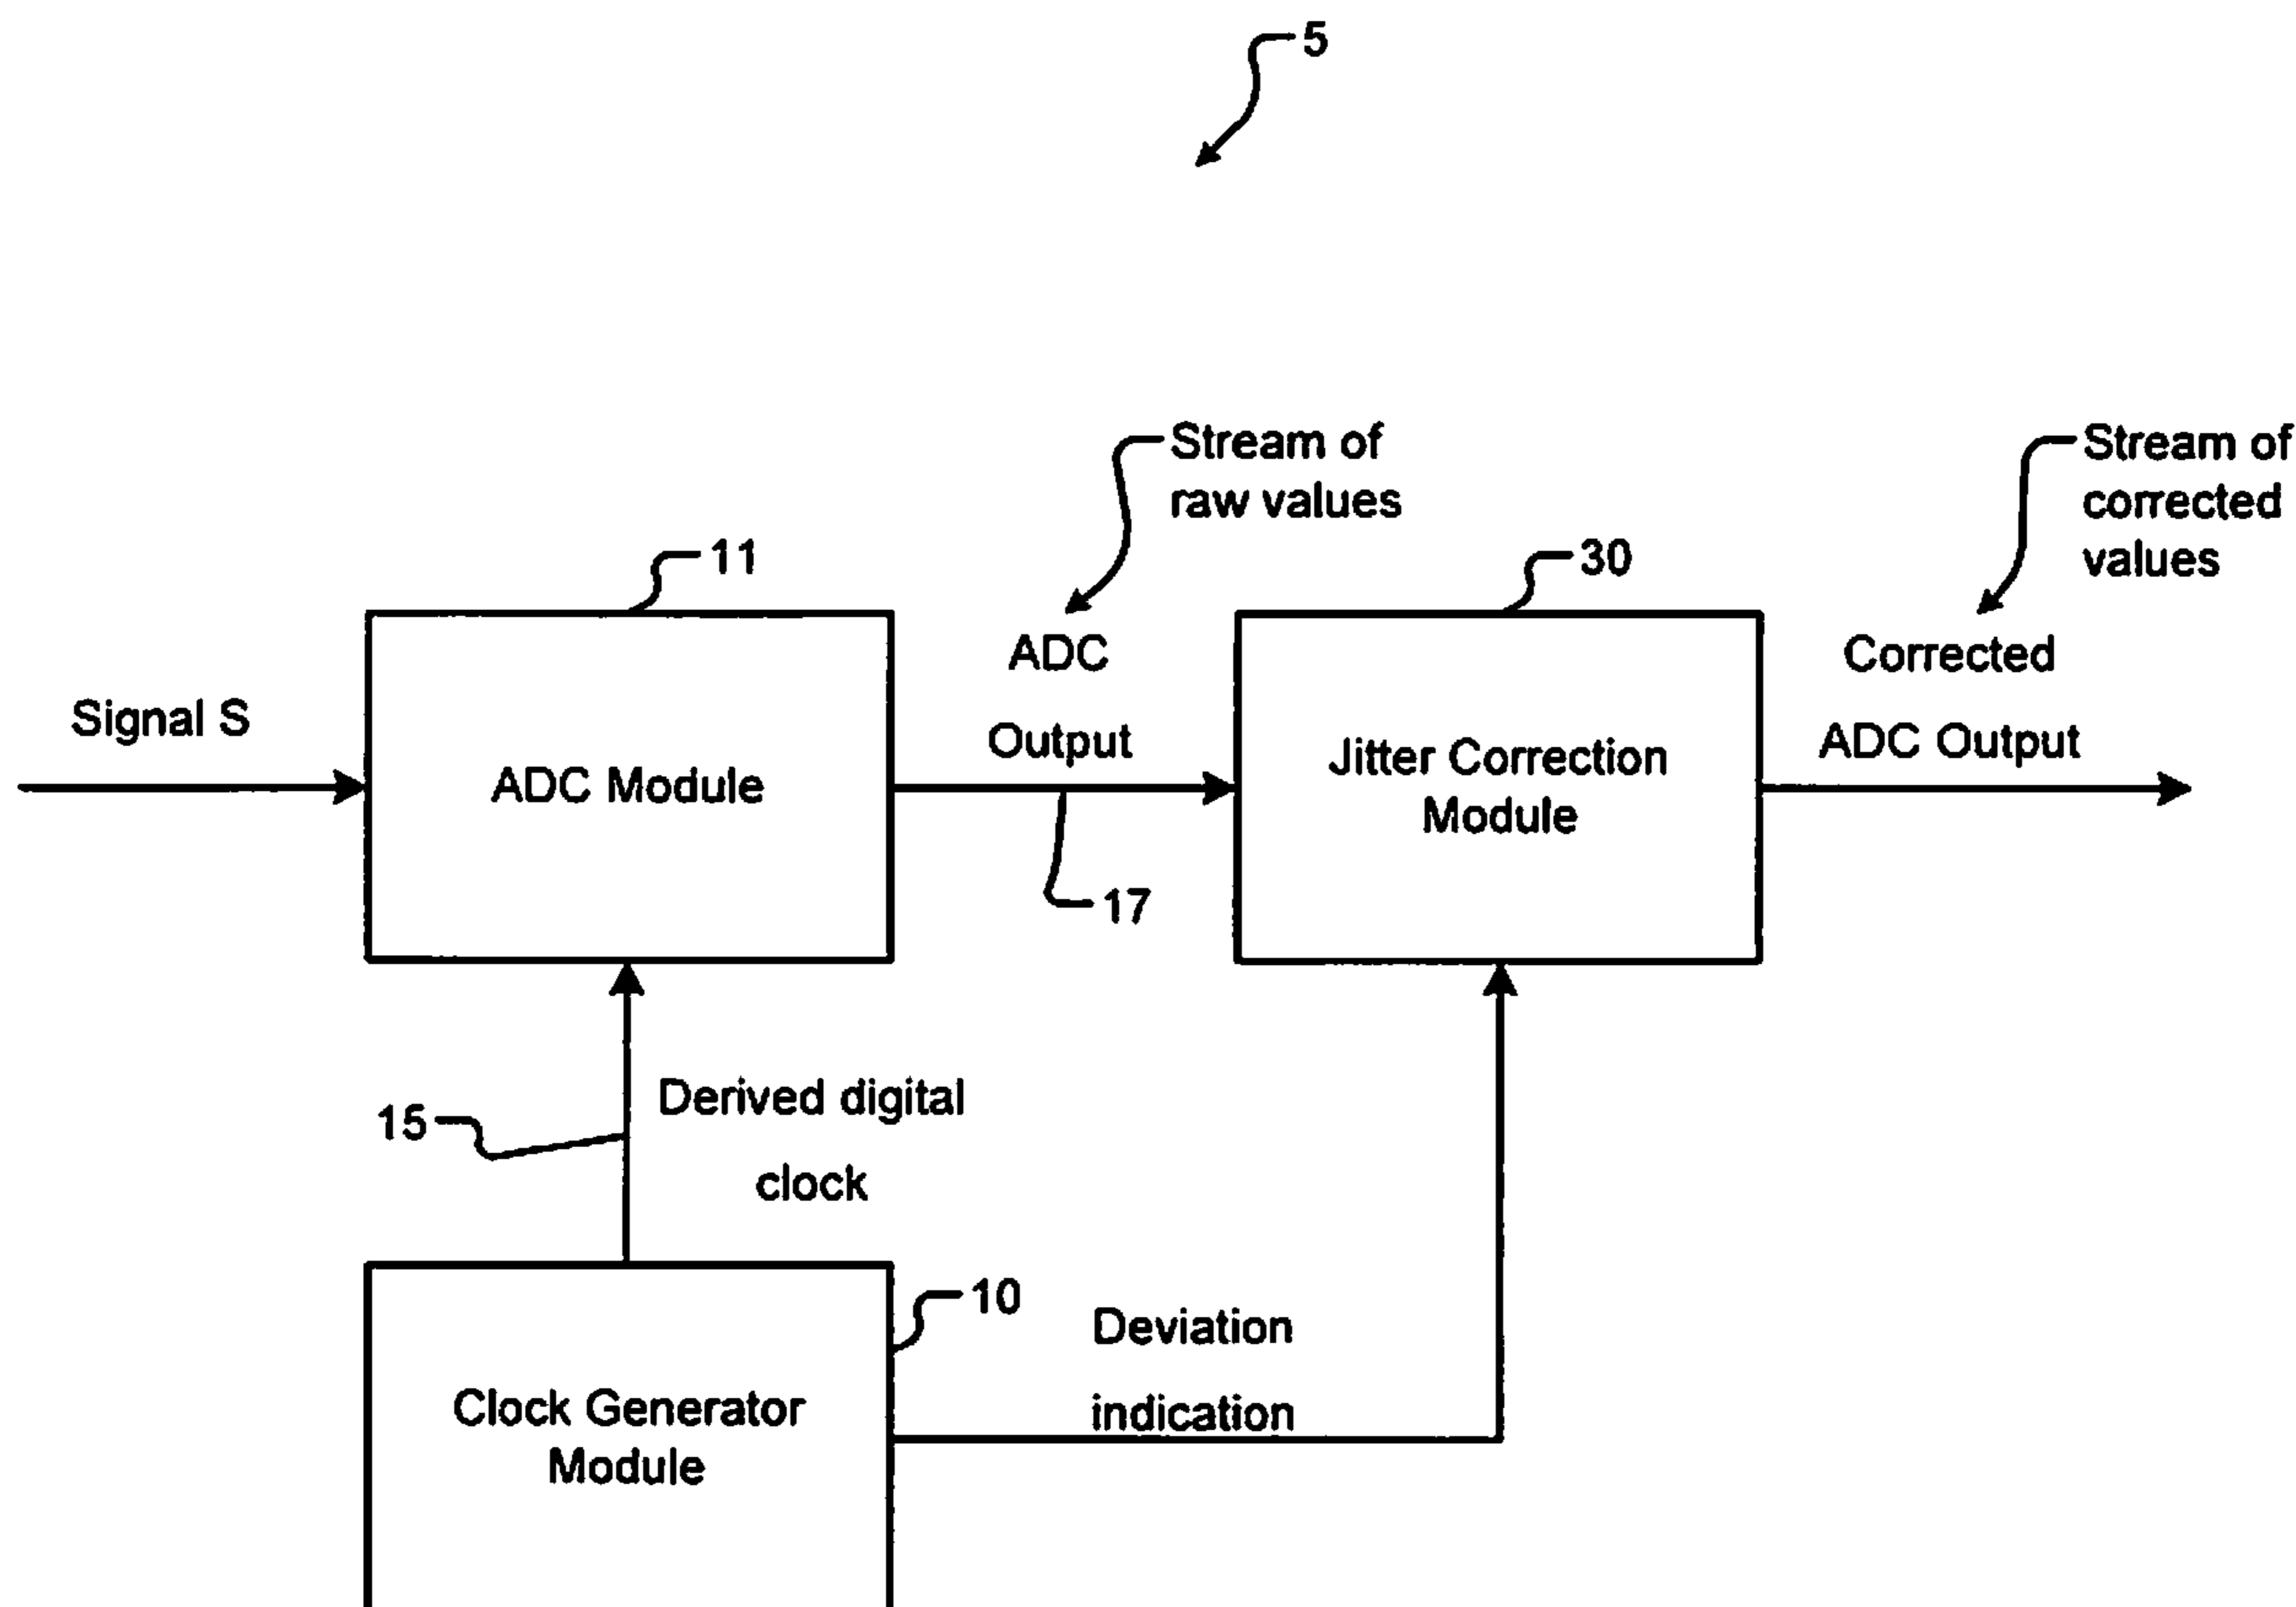 5
Stream of
raw values
Stream of
corrected
values
11
30
ADC
Output
Corrected
ADC Output
Signal S
ADC Module
Jitter Correction
Module
17
15
Derived digital
clock
10
Deviation
indication
Clock Generator
Module